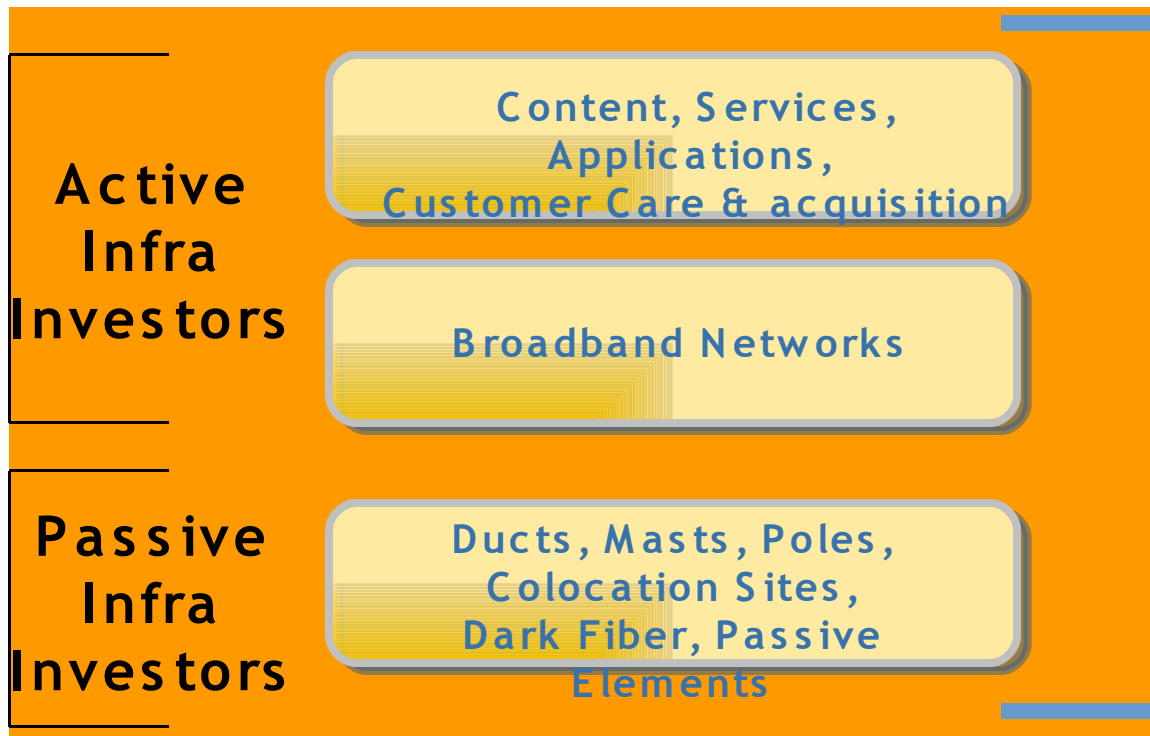 Active
Infra
Investors
Content, Services,
Applications,
Customer Care & acquisition
Broadband Networks
Passive
Infra
Investors
Ducts, Masts, Poles,
Colocation Sites,
Dark Fiber, Passive
Elements